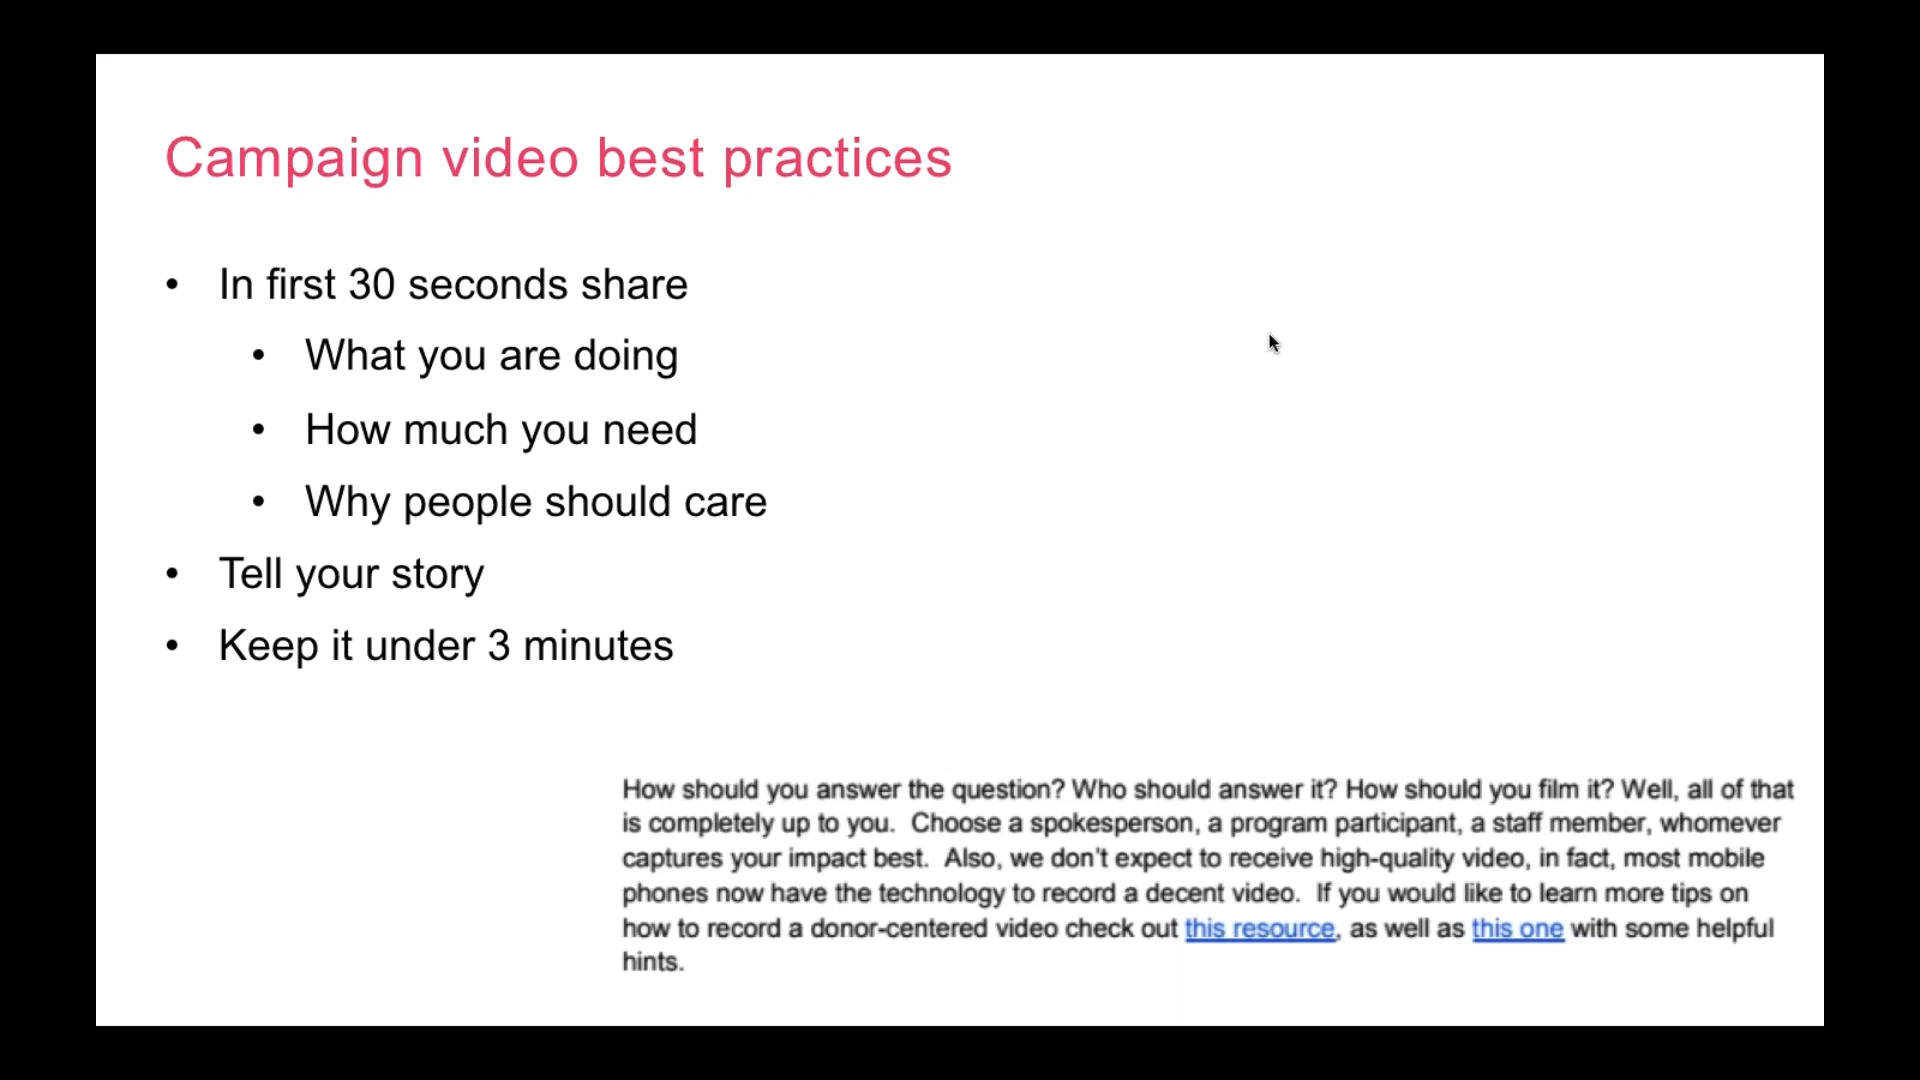 Campaign video best practices
• In first 30 seconds share
• What you are doing
• How much you need
• Why people should care
• Tell your story
• Keep it under 3 minutes
How should you answer the question? Who should answer it? How should you film it? Well, all of that
is completely up to you.  Choose a spokesperson, a program participant, a staff member, whomever
captures your impact best.  Also, we don't expect to receive high-quality video, in fact, most mobile
phones now have the technology to record a decent video.  If you would like to learn more tips on
how to record a donor-centered video check out this resource, as well as this one with some helpful
hints.